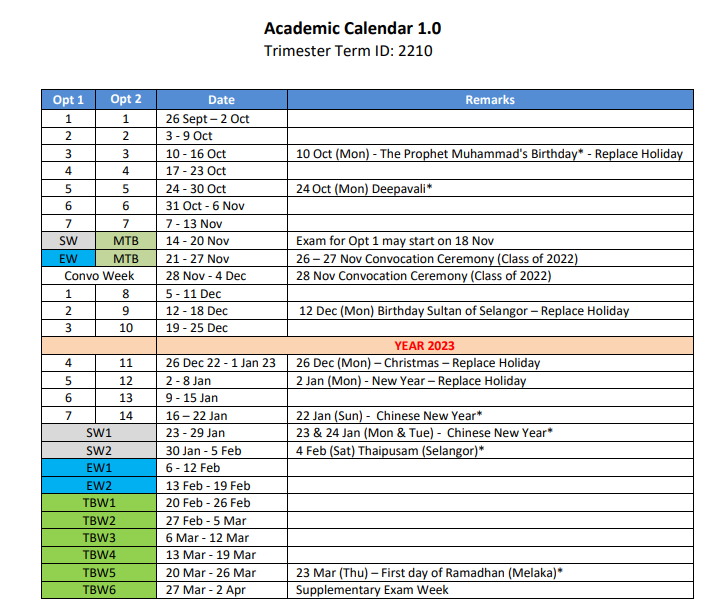 Academic Calendar 1.0
Trimester Term ID: 2210
Opt 1 Opt 2 Date Remarks
1 1 26 Sept – 2 Oct
2 2 3 - 9 Oct
3 3 10 - 16 Oct 10 Oct (Mon) - The Prophet Muhammad's Birthday* - Replace Holiday
4 4 17 - 23 Oct
5 5 24 - 30 Oct 24 Oct (Mon) Deepavali*
6 6 31 Oct - 6 Nov
7 7 7 - 13 Nov
SW MTB 14 - 20 Nov Exam for Opt 1 may start on 18 Nov
EW MTB 21 - 27 Nov 26 – 27 Nov Convocation Ceremony (Class of 2022)
Convo Week 28 Nov - 4 Dec 28 Nov Convocation Ceremony (Class of 2022)
1 8 5 - 11 Dec
2 9 12 - 18 Dec 12 Dec (Mon) Birthday Sultan of Selangor – Replace Holiday
3 10 19 - 25 Dec
YEAR 2023
4 11 26 Dec 22 - 1 Jan 23 26 Dec (Mon) – Christmas – Replace Holiday
5 12 2 - 8 Jan 2 Jan (Mon) - New Year – Replace Holiday
6 13 9 - 15 Jan
7 14 16 – 22 Jan 22 Jan (Sun) - Chinese New Year*
SW1 23 - 29 Jan 23 & 24 Jan (Mon & Tue) - Chinese New Year*
SW2 30 Jan - 5 Feb 4 Feb (Sat) Thaipusam (Selangor)*
EW1 6 - 12 Feb
EW2 13 Feb - 19 Feb
TBW1 20 Feb - 26 Feb
TBW2 27 Feb - 5 Mar
TBW3 6 Mar - 12 Mar
TBW4 13 Mar - 19 Mar
TBW5 20 Mar - 26 Mar 23 Mar (Thu) – First day of Ramadhan (Melaka)*
TBW6 27 Mar - 2 Apr Supplementary Exam Week